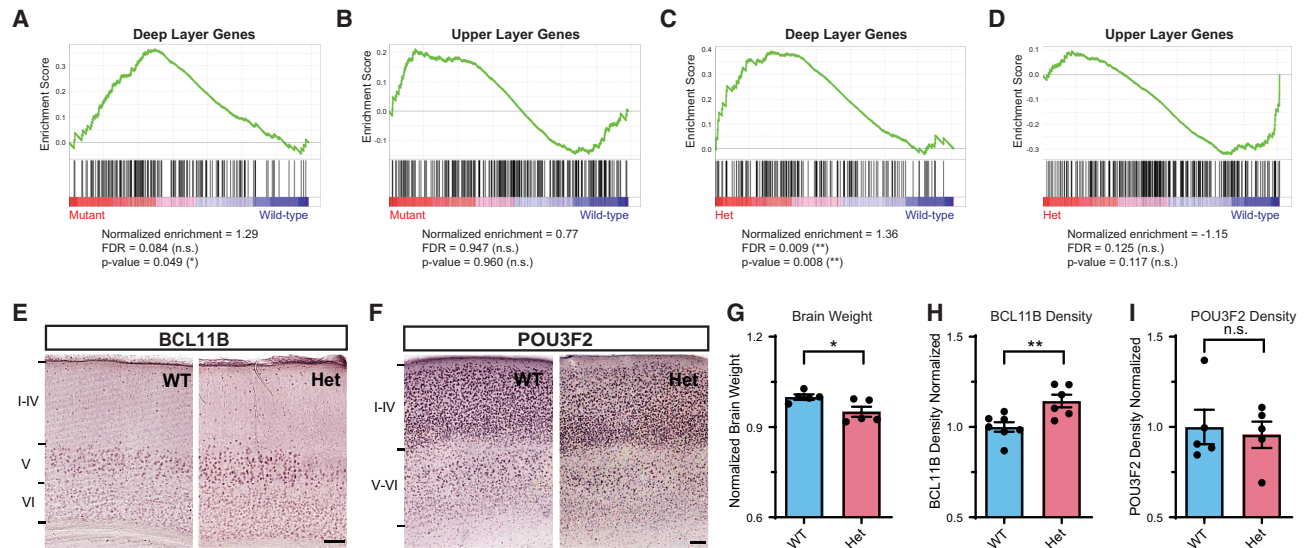 A
Deep Layer Genes
Enrichment Score
0.3
0.2
0.1
0.0
Mutant
Wild-type
Normalized enrichment = 1.29
FDR = 0.084 (n.s.)
p-value = 0.049 (*)
B
Upper Layer Genes
Enrichment Score
0.2
0.1
0.0
-0.1
Mutant
Wild-type
Normalized enrichment = 0.77
FDR = 0.947 (n.s.)
p-value = 0.960 (n.s.)
C
Deep Layer Genes
Enrichment Score
0.4
0.3
0.2
0.1
0.0
Het
Wild-type
Normalized enrichment = 1.36
FDR = 0.009 (**)
p-value = 0.008 (**)
D
Upper Layer Genes
Enrichment Score
0.1
0.0
-0.1
-0.2
-0.3
Het
Wild-type
Normalized enrichment = -1.15
FDR = 0.125 (n.s.)
p-value = 0.117 (n.s.)
E
BCL11B
WT
Het
I-IV
V
VI
F
POU3F2
WT
Het
I-IV
V-VI
G
Brain Weight
Normalized Brain Weight
1.2
0.9
0.6
*
WT
Het
H
BCL11B Density
BCL11B Density Normalized
1.5
1.0
0.5
**
WT
Het
I
POU3F2 Density
n.s.
POU3F2 Density Normalized
1.5
1.0
0.5
WT
Het